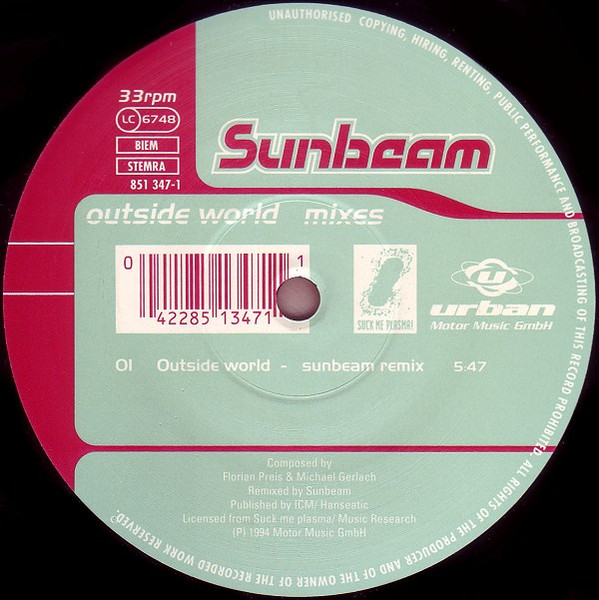 UNAUTHORISED COPYING, HIRING, RENTING, PUBLIC PERFORMANCE AND BROADCASTING OF THIS RECORD PROHIBITED. ALL RIGHTS OF THE PRODUCER AND OF THE OWNER OF THE RECORDED WORK RESERVED.
33rpm
LC 6748
BIEM
STEMRA
851 347-1
Sunbeam
outside world mixes
0 1
42285 13471
SUCK ME PLASMA!
u
urban
Motor Music GmbH
01 Outside world - sunbeam remix 5:47
Composed by
Florian Preis & Michael Gerlach
Remixed by Sunbeam
Published by ICM/ Hanseatic
Licensed from Suck me plasma/ Music Research
(P) 1994 Motor Music GmbH